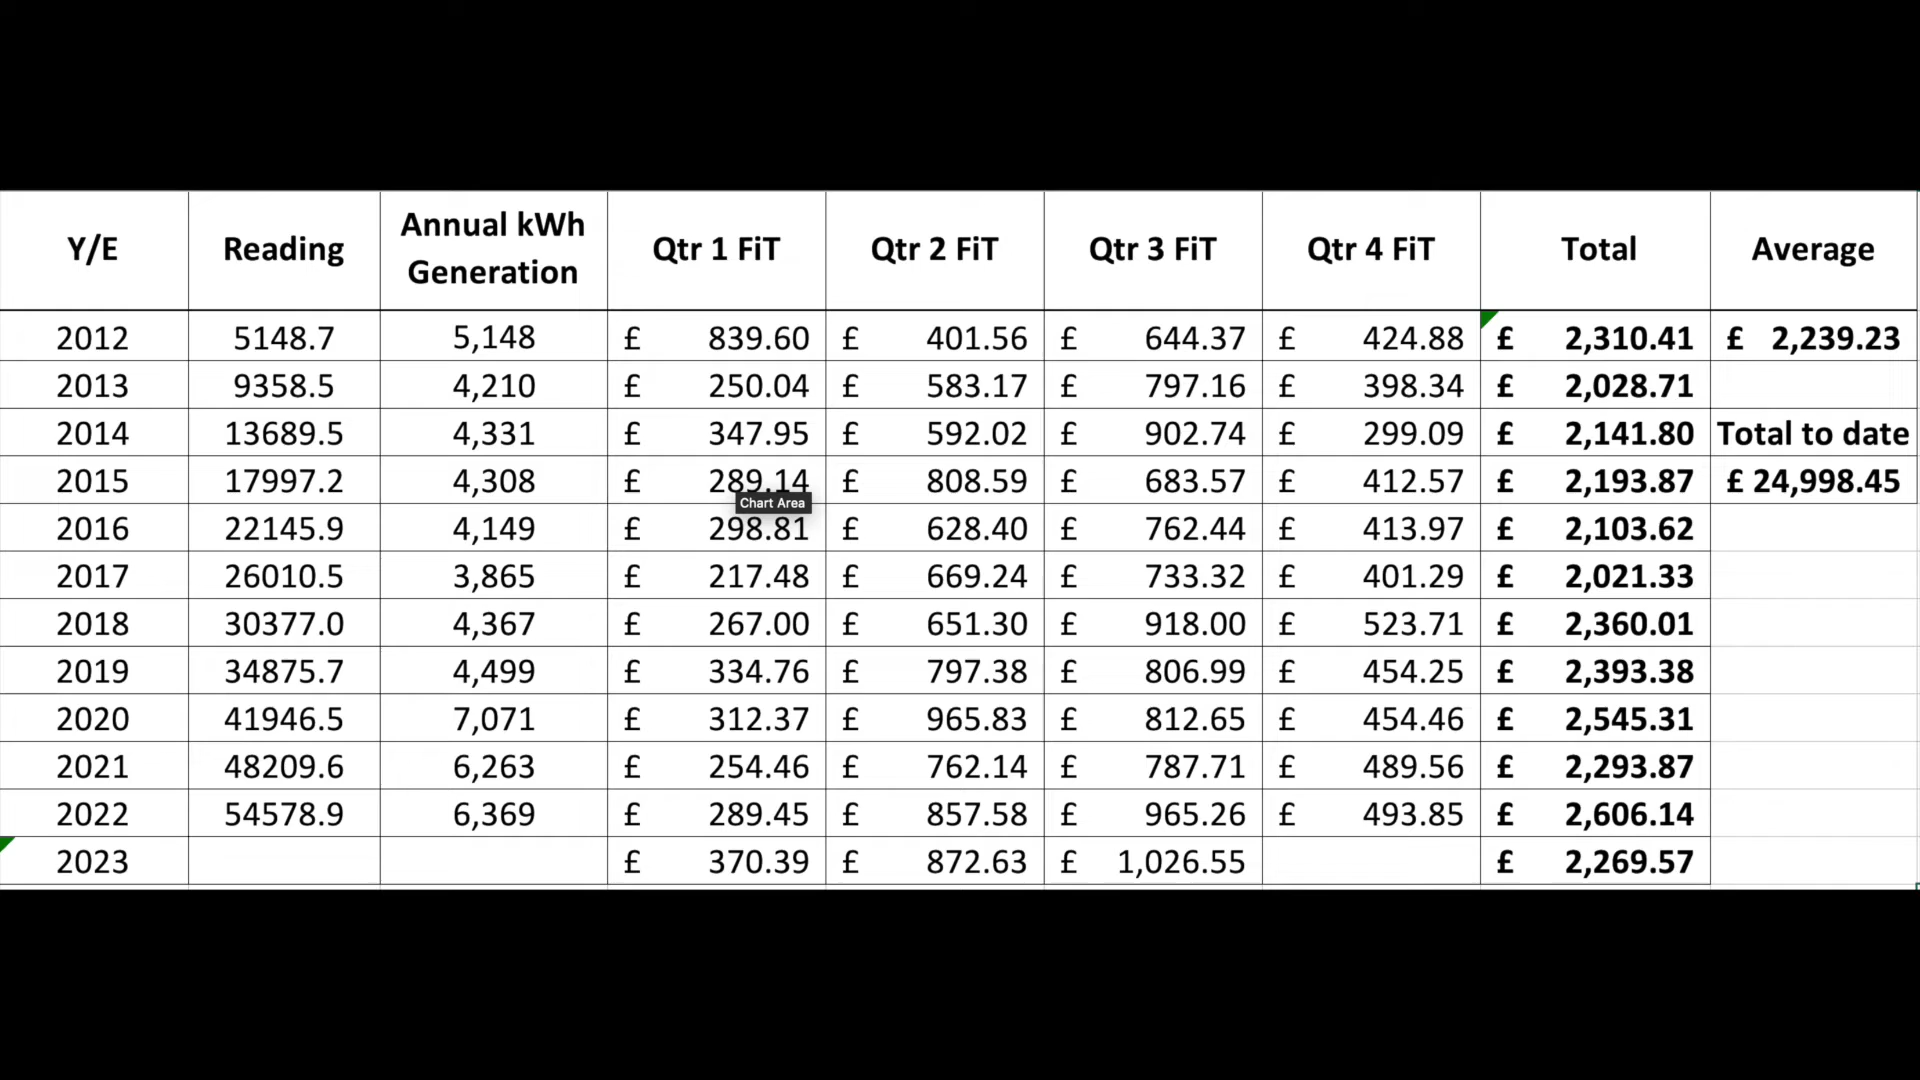 Y/E Reading Annual kWh Generation Qtr 1 FiT Qtr 2 FiT Qtr 3 FiT Qtr 4 FiT Total Average
2012 5148.7 5,148 £ 839.60 £ 401.56 £ 644.37 £ 424.88 £ 2,310.41 £ 2,239.23
2013 9358.5 4,210 £ 250.04 £ 583.17 £ 797.16 £ 398.34 £ 2,028.71
2014 13689.5 4,331 £ 347.95 £ 592.02 £ 902.74 £ 299.09 £ 2,141.80 Total to date
2015 17997.2 4,308 £ 289.14 £ 808.59 £ 683.57 £ 412.57 £ 2,193.87 £ 24,998.45
Chart Area
2016 22145.9 4,149 £ 298.81 £ 628.40 £ 762.44 £ 413.97 £ 2,103.62
2017 26010.5 3,865 £ 217.48 £ 669.24 £ 733.32 £ 401.29 £ 2,021.33
2018 30377.0 4,367 £ 267.00 £ 651.30 £ 918.00 £ 523.71 £ 2,360.01
2019 34875.7 4,499 £ 334.76 £ 797.38 £ 806.99 £ 454.25 £ 2,393.38
2020 41946.5 7,071 £ 312.37 £ 965.83 £ 812.65 £ 454.46 £ 2,545.31
2021 48209.6 6,263 £ 254.46 £ 762.14 £ 787.71 £ 489.56 £ 2,293.87
2022 54578.9 6,369 £ 289.45 £ 857.58 £ 965.26 £ 493.85 £ 2,606.14
2023 £ 370.39 £ 872.63 £ 1,026.55 £ 2,269.57